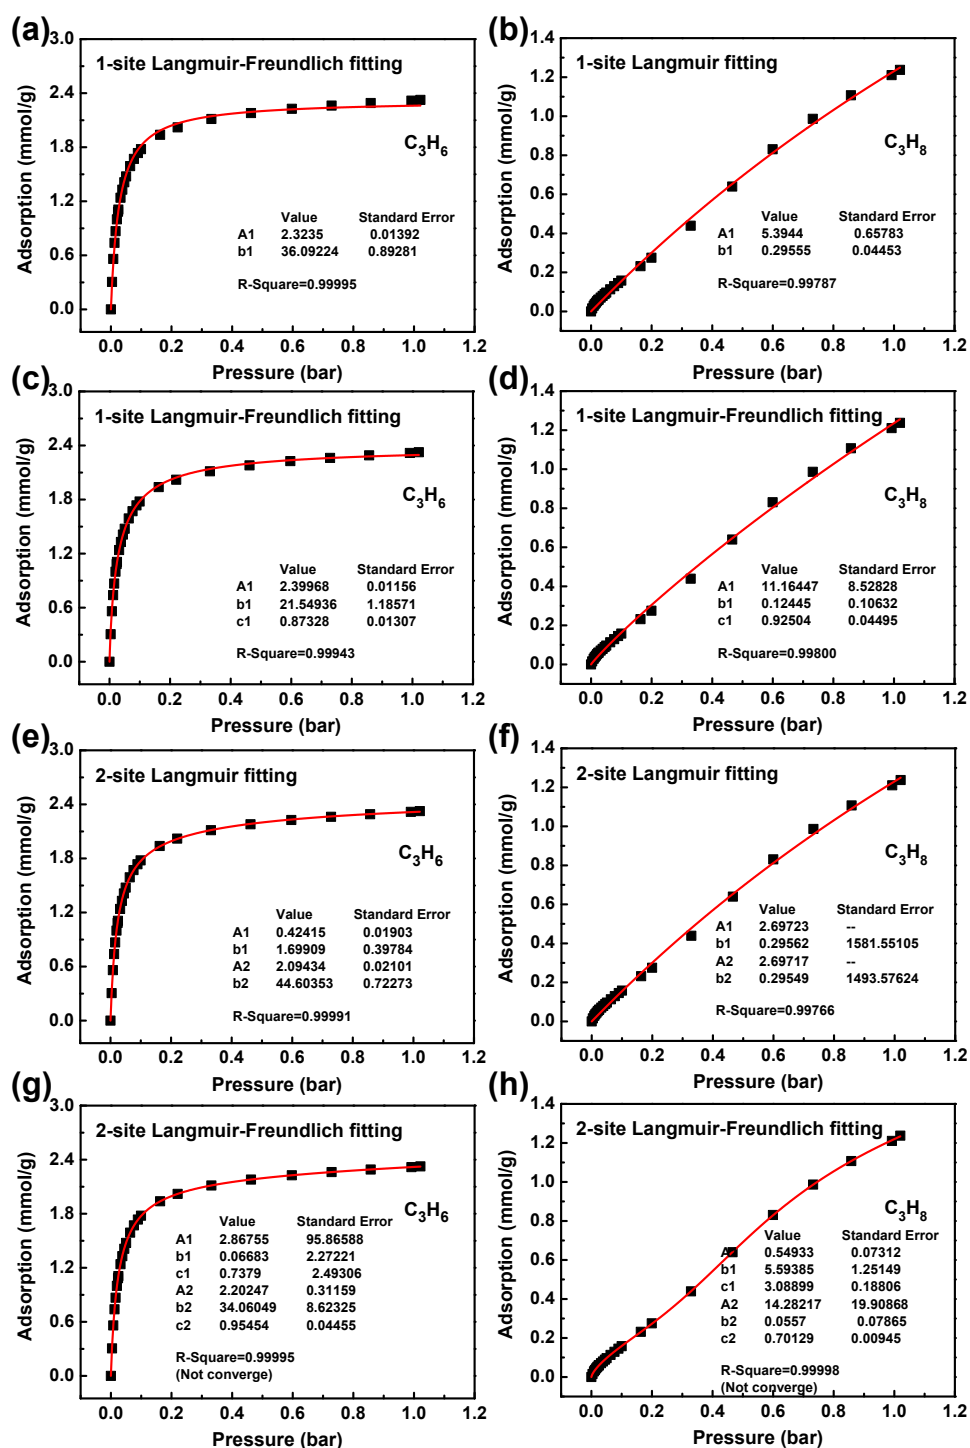 (a)
3.0
2.4
1.8
1.2
0.6
0.0
Adsorption (mmol/g)
1-site Langmuir-Freundlich fitting
C₃H₆
Value Standard Error
A1 2.3235 0.01392
b1 36.09224 0.89281
R-Square=0.99995
0.0 0.2 0.4 0.6 0.8 1.0 1.2
Pressure (bar)
(b)
1.4
1.2
1.0
0.8
0.6
0.4
0.2
0.0
Adsorption (mmol/g)
1-site Langmuir fitting
C₃H₈
Value Standard Error
A1 5.3944 0.65783
b1 0.29555 0.04453
R-Square=0.99787
0.0 0.2 0.4 0.6 0.8 1.0 1.2
Pressure (bar)
(c)
3.0
2.4
1.8
1.2
0.6
0.0
Adsorption (mmol/g)
1-site Langmuir-Freundlich fitting
C₃H₆
Value Standard Error
A1 2.39968 0.01156
b1 21.54936 1.18571
c1 0.87328 0.01307
R-Square=0.99943
0.0 0.2 0.4 0.6 0.8 1.0 1.2
Pressure (bar)
(d)
1.4
1.2
1.0
0.8
0.6
0.4
0.2
0.0
Adsorption (mmol/g)
1-site Langmuir-Freundlich fitting
C₃H₈
Value Standard Error
A1 11.16447 8.52828
b1 0.12445 0.10632
c1 0.92504 0.04495
R-Square=0.99800
0.0 0.2 0.4 0.6 0.8 1.0 1.2
Pressure (bar)
(e)
3.0
2.4
1.8
1.2
0.6
0.0
Adsorption (mmol/g)
2-site Langmuir fitting
C₃H₆
Value Standard Error
A1 0.42415 0.01903
b1 1.69909 0.39784
A2 2.09434 0.02101
b2 44.60353 0.72273
R-Square=0.99991
0.0 0.2 0.4 0.6 0.8 1.0 1.2
Pressure (bar)
(f)
1.4
1.2
1.0
0.8
0.6
0.4
0.2
0.0
Adsorption (mmol/g)
2-site Langmuir fitting
C₃H₈
Value Standard Error
A1 2.69723 --
b1 0.29562 1581.55105
A2 2.69717 --
b2 0.29549 1493.57624
R-Square=0.99766
0.0 0.2 0.4 0.6 0.8 1.0 1.2
Pressure (bar)
(g)
3.0
2.4
1.8
1.2
0.6
0.0
Adsorption (mmol/g)
2-site Langmuir-Freundlich fitting
C₃H₆
Value Standard Error
A1 2.86755 95.86588
b1 0.06683 2.27221
c1 0.7379 2.49306
A2 2.20247 0.31159
b2 34.06049 8.62325
c2 0.95454 0.04455
R-Square=0.99995
(Not converge)
0.0 0.2 0.4 0.6 0.8 1.0 1.2
Pressure (bar)
(h)
1.4
1.2
1.0
0.8
0.6
0.4
0.2
0.0
Adsorption (mmol/g)
2-site Langmuir-Freundlich fitting
C₃H₈
Value Standard Error
0.54933 0.07312
b1 5.59385 1.25149
c1 3.08899 0.18806
A2 14.28217 19.90868
b2 0.0557 0.07865
c2 0.70129 0.00945
R-Square=0.99998
(Not converge)
0.0 0.2 0.4 0.6 0.8 1.0 1.2
Pressure (bar)